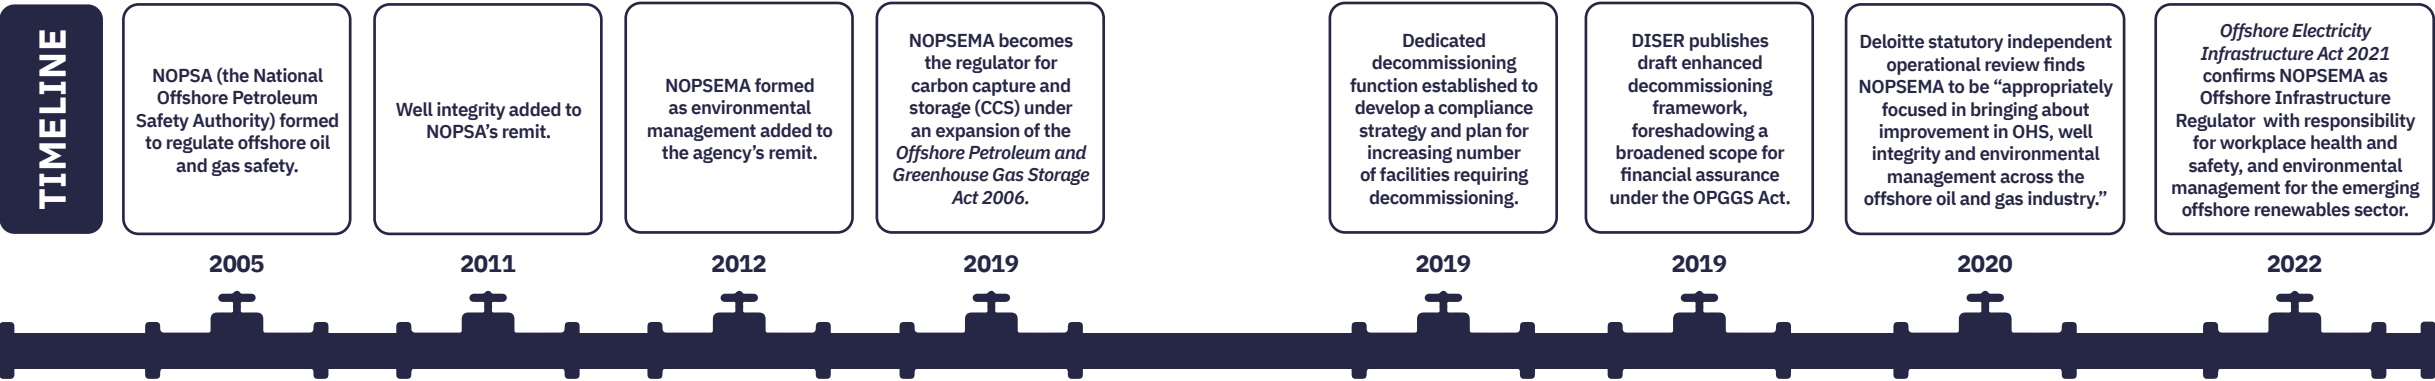 TIMELINE
NOPSA (the National
Offshore Petroleum
Safety Authority) formed
to regulate offshore oil
and gas safety.
2005
Well integrity added to
NOPSA’s remit.
2011
NOPSEMA formed
as environmental
management added to
the agency’s remit.
2012
NOPSEMA becomes
the regulator for
carbon capture and
storage (CCS) under
an expansion of the
Offshore Petroleum and
Greenhouse Gas Storage
Act 2006.
2019
Dedicated
decommissioning
function established to
develop a compliance
strategy and plan for
increasing number
of facilities requiring
decommissioning.
2019
DISER publishes
draft enhanced
decommissioning
framework,
foreshadowing a
broadened scope for
financial assurance
under the OPGGS Act.
2019
Deloitte statutory independent
operational review finds
NOPSEMA to be “appropriately
focused in bringing about
improvement in OHS, well
integrity and environmental
management across the
offshore oil and gas industry.”
2020
Offshore Electricity
Infrastructure Act 2021
confirms NOPSEMA as
Offshore Infrastructure
Regulator with responsibility
for workplace health and
safety, and environmental
management for the emerging
offshore renewables sector.
2022